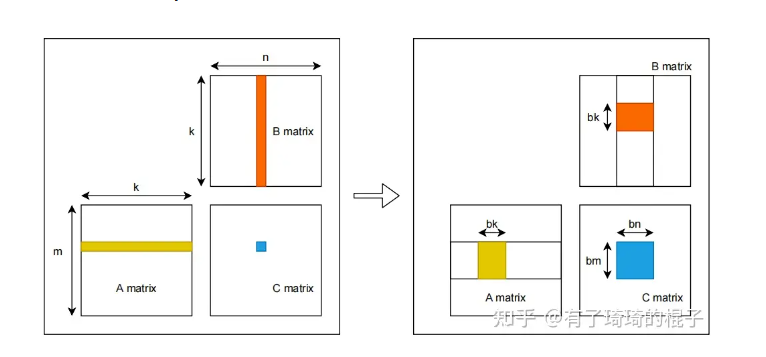 n
k
B matrix
k
m
A matrix
C matrix
B matrix
bk
bk
bn
bm
A matrix
C matrix
知乎 @有了琦琦的棍子